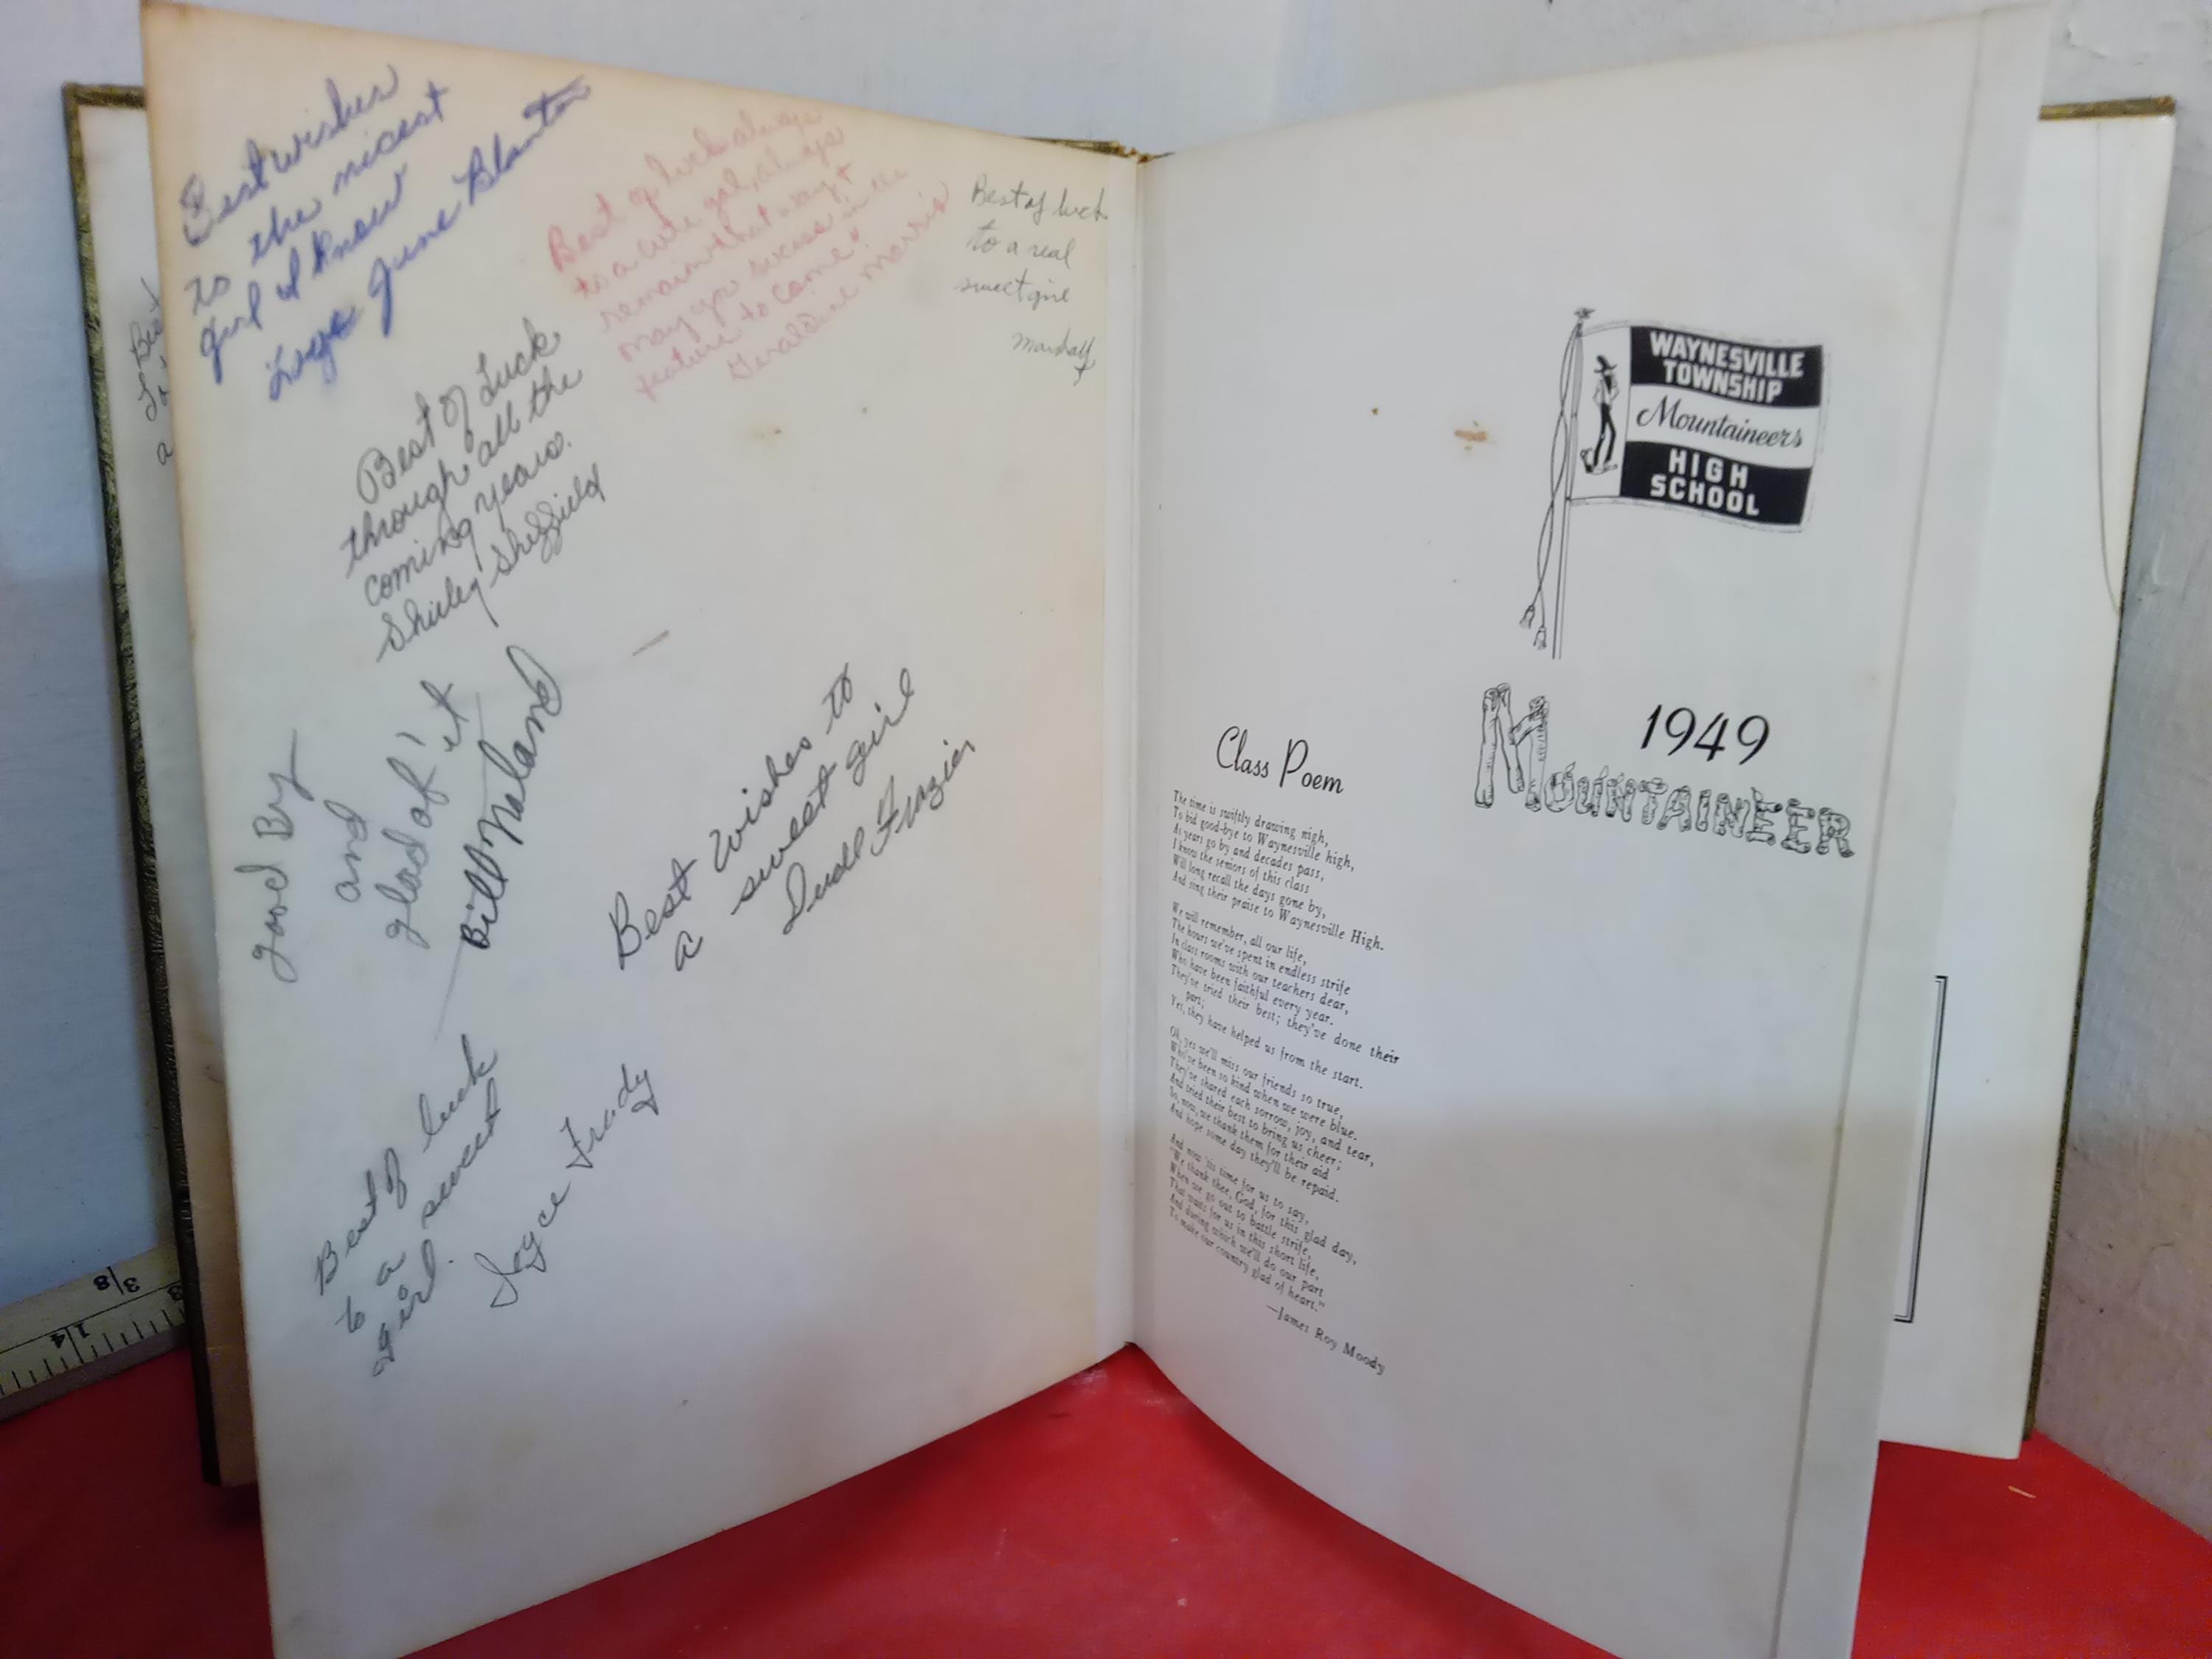 Best wishes
to the nicest
girl I know
Love June Blanton
Best of luck always
to a cute girl, always
remain that way &
may you success in the
feature to come"
Geraldine Morris
Best of luck
to a real
sweet girl
Best of Luck
through all the
coming years.
Shirley Sheffield
good By
and
glad of it
Bill Noland
Best Wishes to
a sweet girl
Frazier
Best of luck
to a sweet
girl.
Joyce Frady
3/8
1/4
WAYNESVILLE
TOWNSHIP
Mountaineers
HIGH
SCHOOL
1949
MOUNTAINEER
Class Poem
The time is swiftly drawing nigh,
To bid good-bye to Waynesville high,
As years go by and decades pass,
I know the seniors of this class
Will long recall the days gone by,
And sing their praise to Waynesville High.
We will remember, all our life,
The hours we've spent in endless strife
In class rooms with our teachers dear,
Who have been faithful every year.
They've tried their best; they've done their
part;
Yes, they have helped us from the start.
Oh, yes we'll miss our friends so true,
Who've been so kind when we were blue.
They've shared each sorrow, joy, and tear,
And tried their best to bring us cheer;
So, now, we thank them for their aid
And hope some day they'll be repaid.
And now 'tis time for us to say,
"We thank thee, God, for this glad day,
When we go out to battle strife,
That waits for us in this short life,
And during which we'll do our part
To make our country glad of heart."
—James Roy Moody